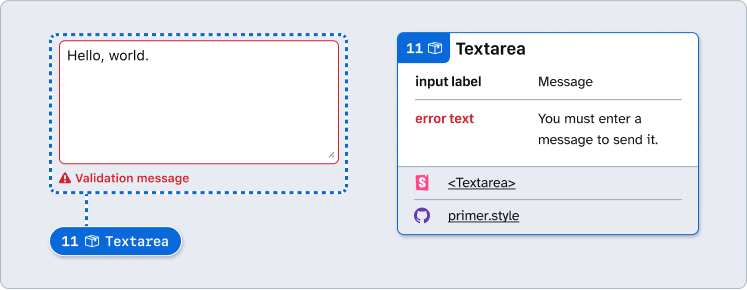 Hello, world.
Validation message
11 Textarea
11 Textarea
input label Message
error text You must enter a
message to send it.
<Textarea>
primer.style